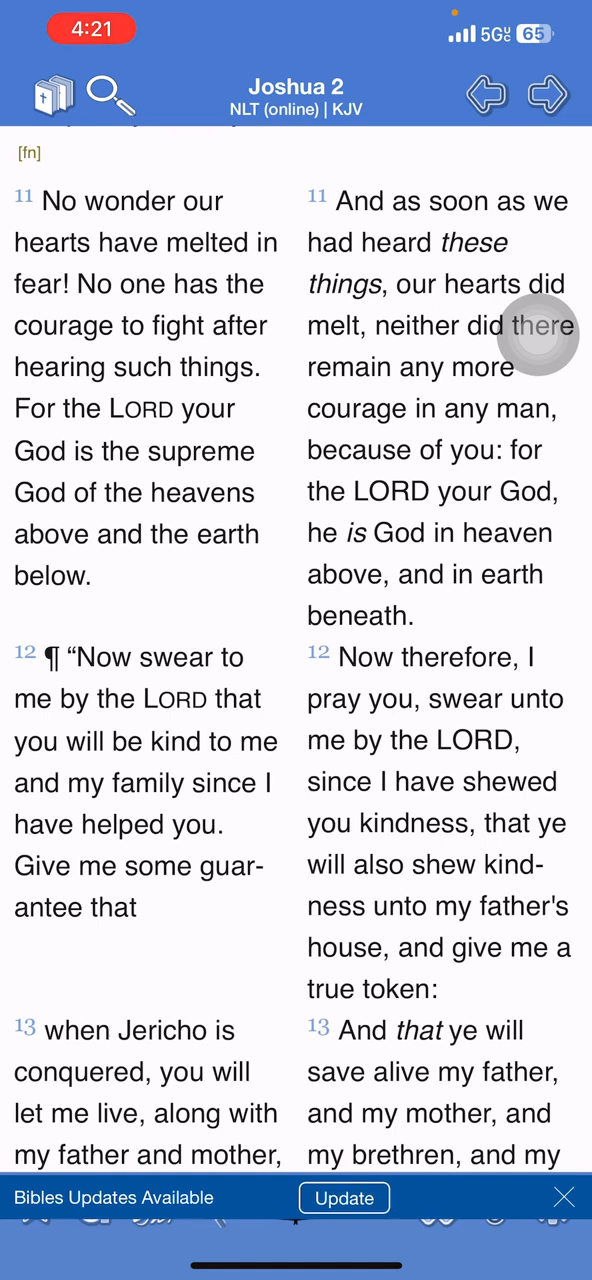 4:21
5G UC 65
Joshua 2
NLT (online) | KJV
[fn]
11 No wonder our
hearts have melted in
fear! No one has the
courage to fight after
hearing such things.
For the LORD your
God is the supreme
God of the heavens
above and the earth
below.
12 ¶ “Now swear to
me by the LORD that
you will be kind to me
and my family since I
have helped you.
Give me some guar-
antee that
13 when Jericho is
conquered, you will
let me live, along with
my father and mother,
11 And as soon as we
had heard these
things, our hearts did
melt, neither did there
remain any more
courage in any man,
because of you: for
the LORD your God,
he is God in heaven
above, and in earth
beneath.
12 Now therefore, I
pray you, swear unto
me by the LORD,
since I have shewed
you kindness, that ye
will also shew kind-
ness unto my father's
house, and give me a
true token:
13 And that ye will
save alive my father,
and my mother, and
my brethren, and my
Bibles Updates Available
Update